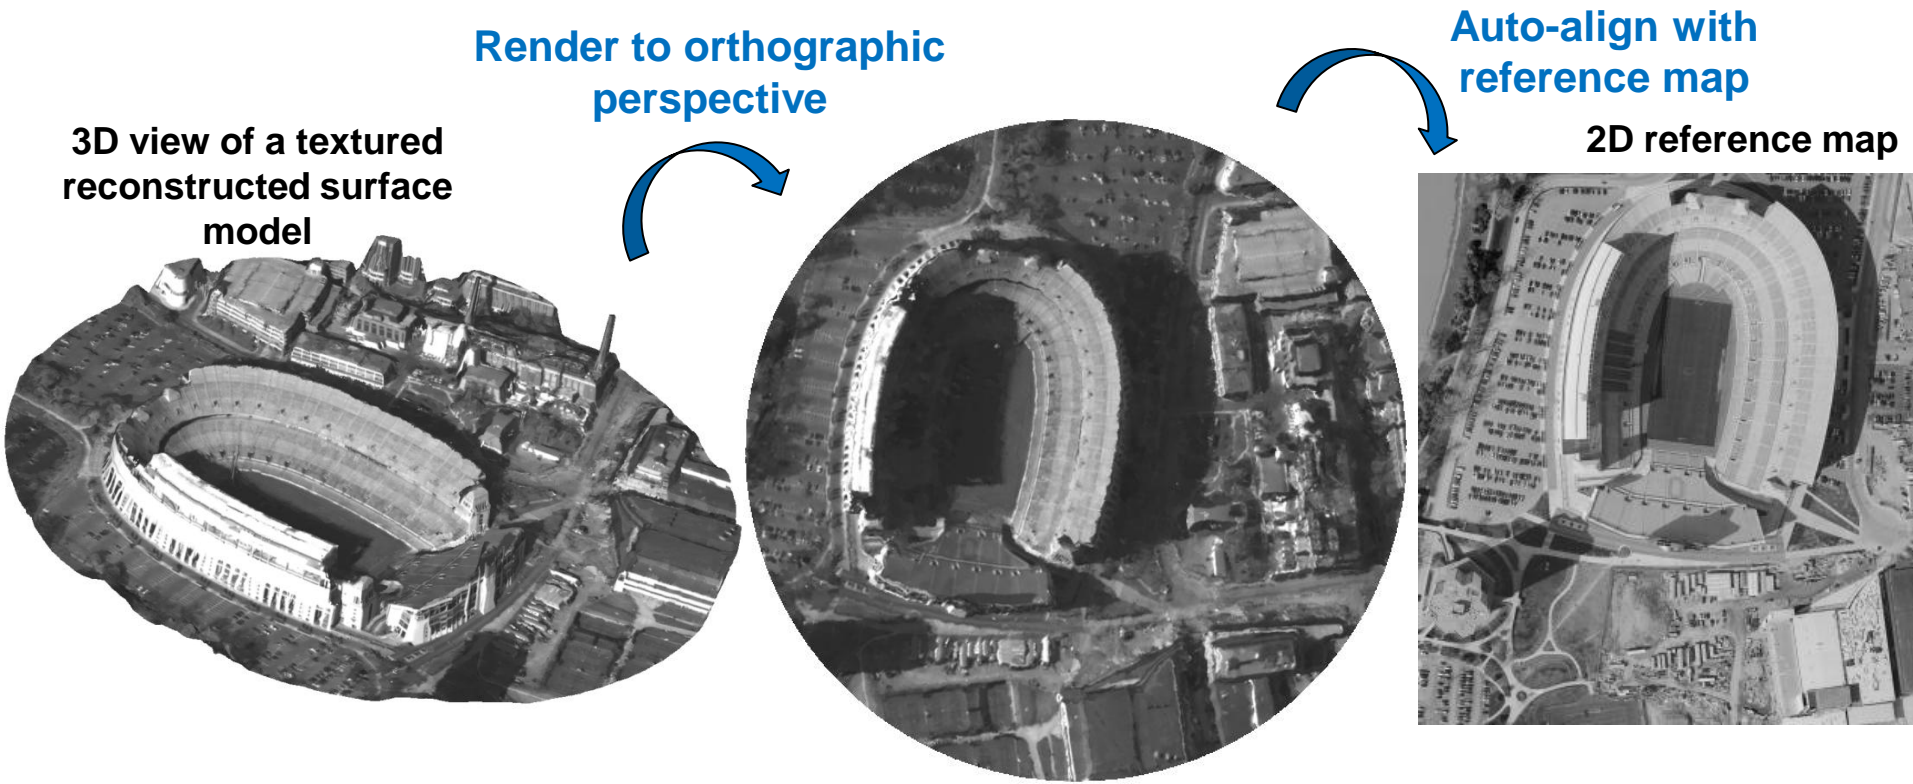 3D view of a textured
reconstructed surface
model
Render to orthographic
perspective
Auto-align with
reference map
2D reference map